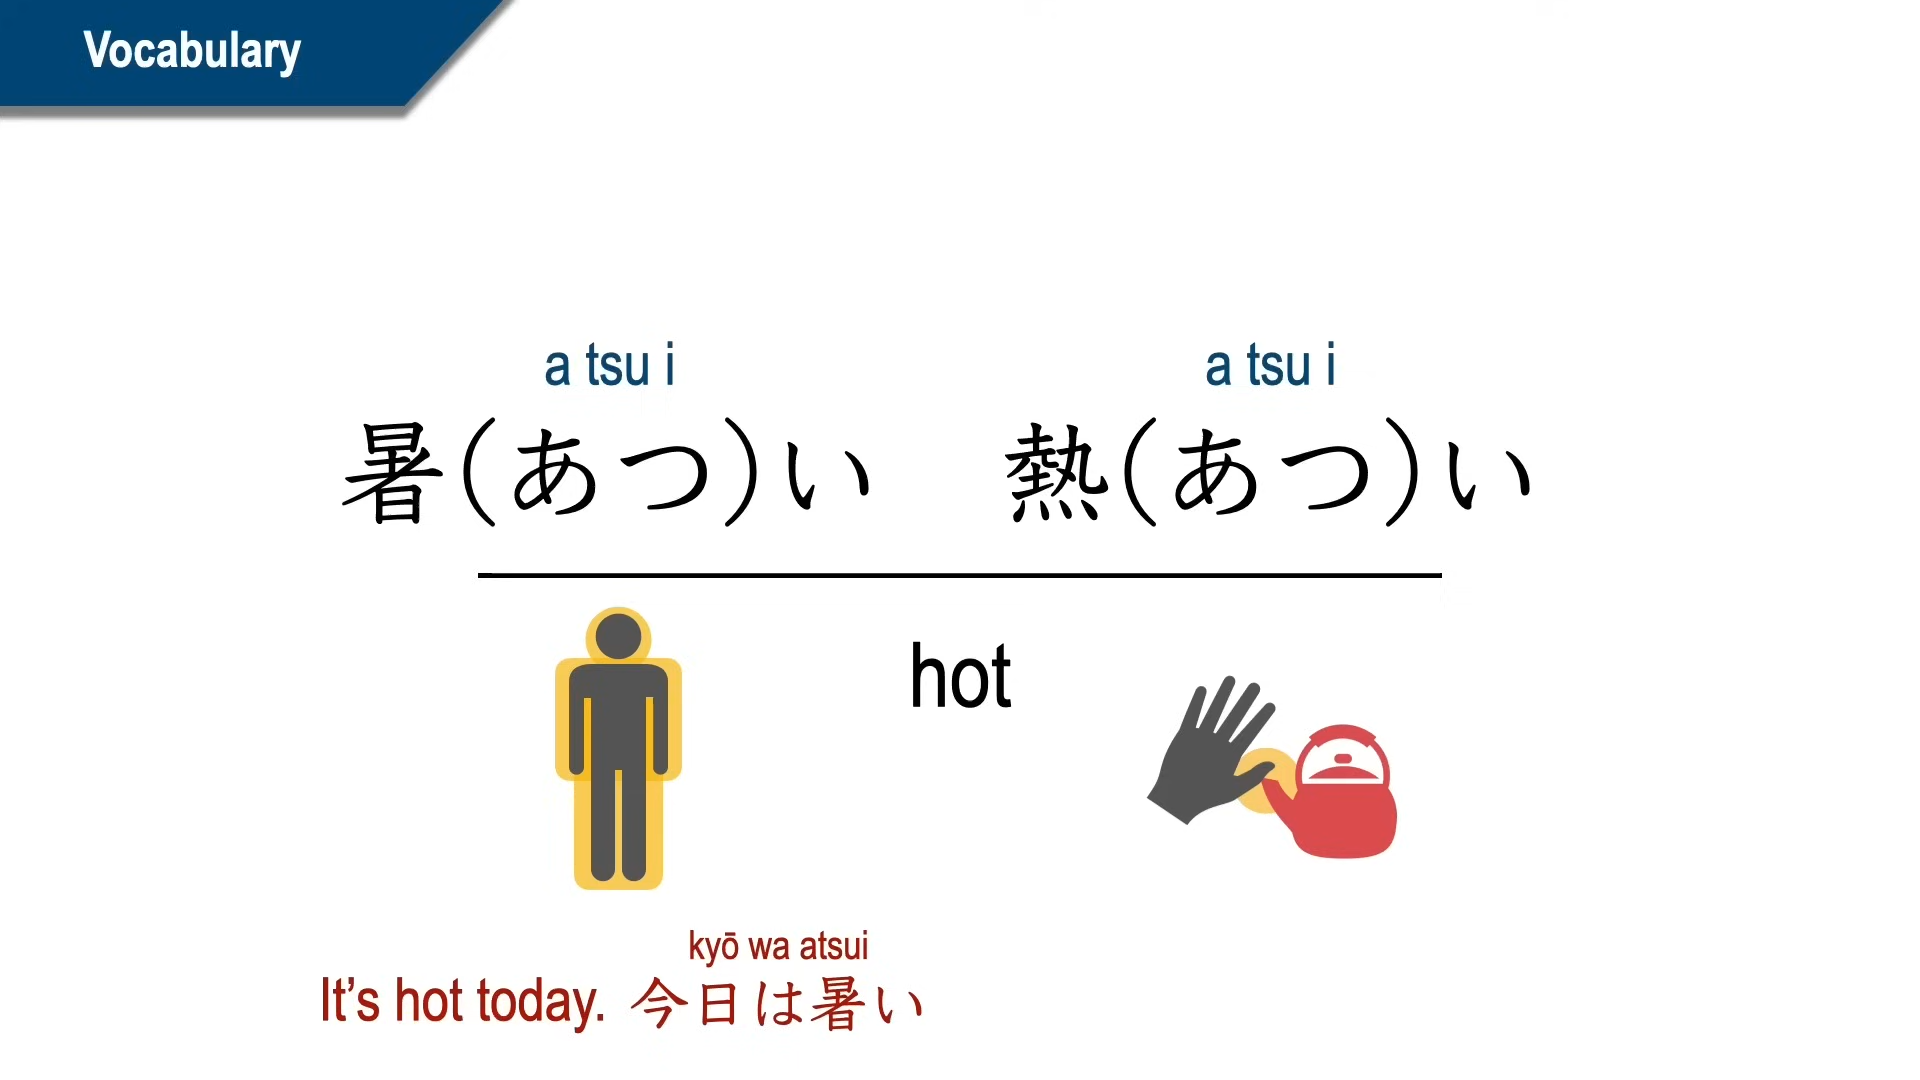 Vocabulary
a tsu i
a tsu i
暑(あつ)い
熱(あつ)い
hot
kyō wa atsui
It's hot today. 今日は暑い